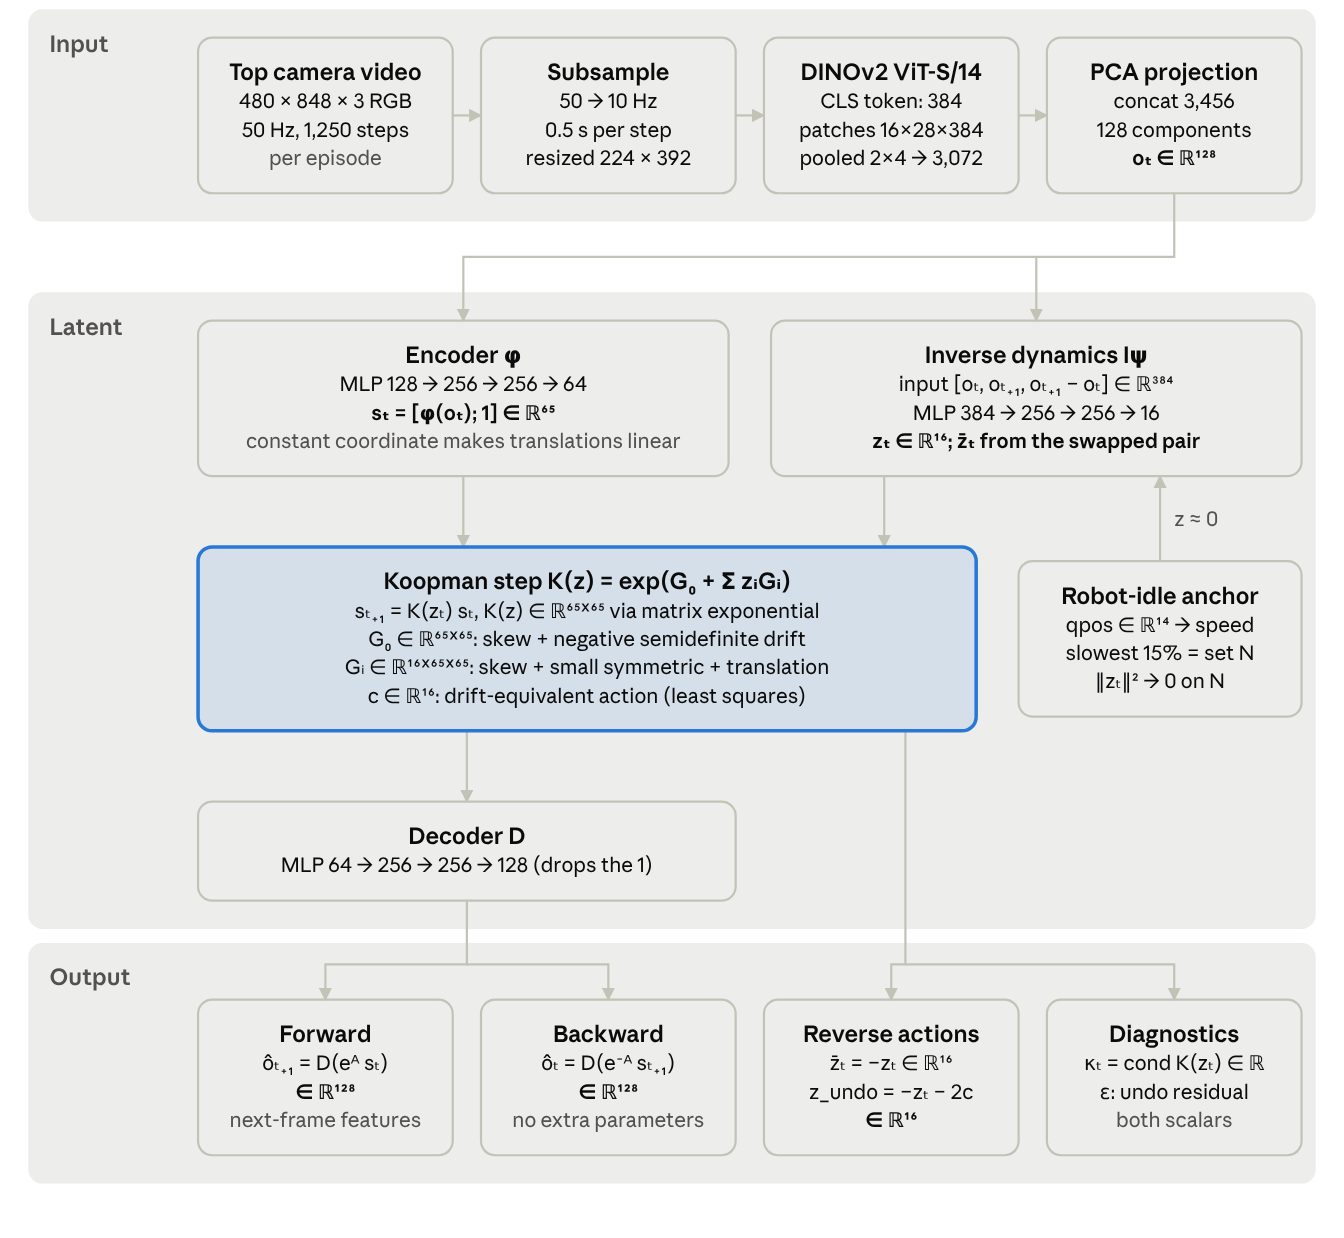 Input
Top camera video
480 × 848 × 3 RGB
50 Hz, 1,250 steps
per episode
Subsample
50 → 10 Hz
0.5 s per step
resized 224 × 392
DINOv2 ViT-S/14
CLS token: 384
patches 16×28×384
pooled 2×4 → 3,072
PCA projection
concat 3,456
128 components
oₜ ∈ ℝ¹²⁸
Latent
Encoder φ
MLP 128 → 256 → 256 → 64
sₜ = [φ(oₜ); 1] ∈ ℝ⁶⁵
constant coordinate makes translations linear
Inverse dynamics Iψ
input [oₜ, oₜ₊₁, oₜ₊₁ − oₜ] ∈ ℝ³⁸⁴
MLP 384 → 256 → 256 → 16
zₜ ∈ ℝ¹⁶; z̄ₜ from the swapped pair
z ≈ 0
Koopman step K(z) = exp(G₀ + Σ zᵢGᵢ)
sₜ₊₁ = K(zₜ) sₜ, K(z) ∈ ℝ⁶⁵ˣ⁶⁵ via matrix exponential
G₀ ∈ ℝ⁶⁵ˣ⁶⁵: skew + negative semidefinite drift
Gᵢ ∈ ℝ¹⁶ˣ⁶⁵ˣ⁶⁵: skew + small symmetric + translation
c ∈ ℝ¹⁶: drift-equivalent action (least squares)
Robot-idle anchor
qpos ∈ ℝ¹⁴ → speed
slowest 15% = set N
‖zₜ‖² → 0 on N
Decoder D
MLP 64 → 256 → 256 → 128 (drops the 1)
Output
Forward
ôₜ₊₁ = D(eᴬ sₜ)
∈ ℝ¹²⁸
next-frame features
Backward
ôₜ = D(e⁻ᴬ sₜ₊₁)
∈ ℝ¹²⁸
no extra parameters
Reverse actions
z̄ₜ = −zₜ ∈ ℝ¹⁶
z_undo = −zₜ − 2c
∈ ℝ¹⁶
Diagnostics
κₜ = cond K(zₜ) ∈ ℝ
ε: undo residual
both scalars